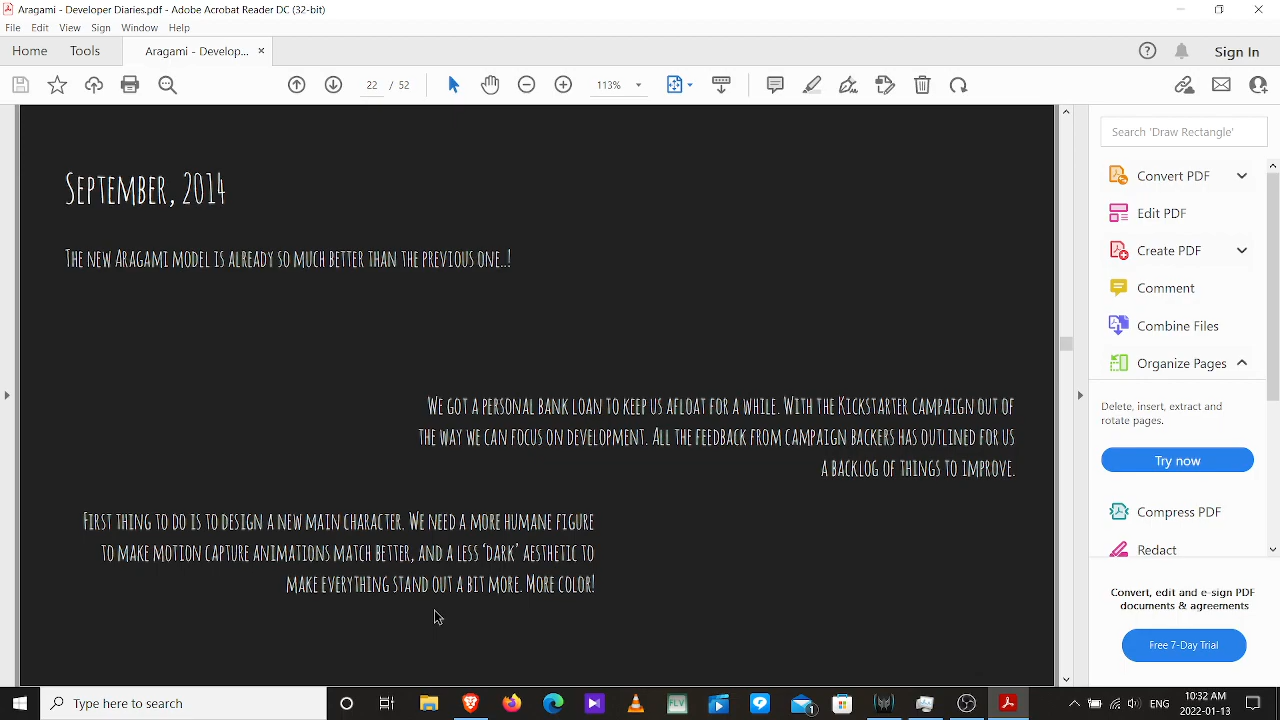 Aragami - Developer Diaries.pdf - Adobe Acrobat Reader DC (32-bit)
File Edit View Sign Window Help
Home Tools Aragami - Develop... × Sign In
22 / 52 113%
September, 2014
The new Aragami model is already so much better than the previous one..!
We got a personal bank loan to keep us afloat for a while. With the Kickstarter campaign out of
the way we can focus on development. All the feedback from campaign backers has outlined for us
a backlog of things to improve.
First thing to do is to design a new main character. We need a more humane figure
to make motion capture animations match better, and a less ‘dark’ aesthetic to
make everything stand out a bit more. More color!
Search 'Draw Rectangle'
Convert PDF
Edit PDF
Create PDF
Comment
Combine Files
Organize Pages
Delete, insert, extract and
rotate pages.
Try now
Compress PDF
Redact
Convert, edit and e-sign PDF
documents & agreements
Free 7-Day Trial
Type here to search
FLV
1
ENG
10:32 AM
2022-01-13